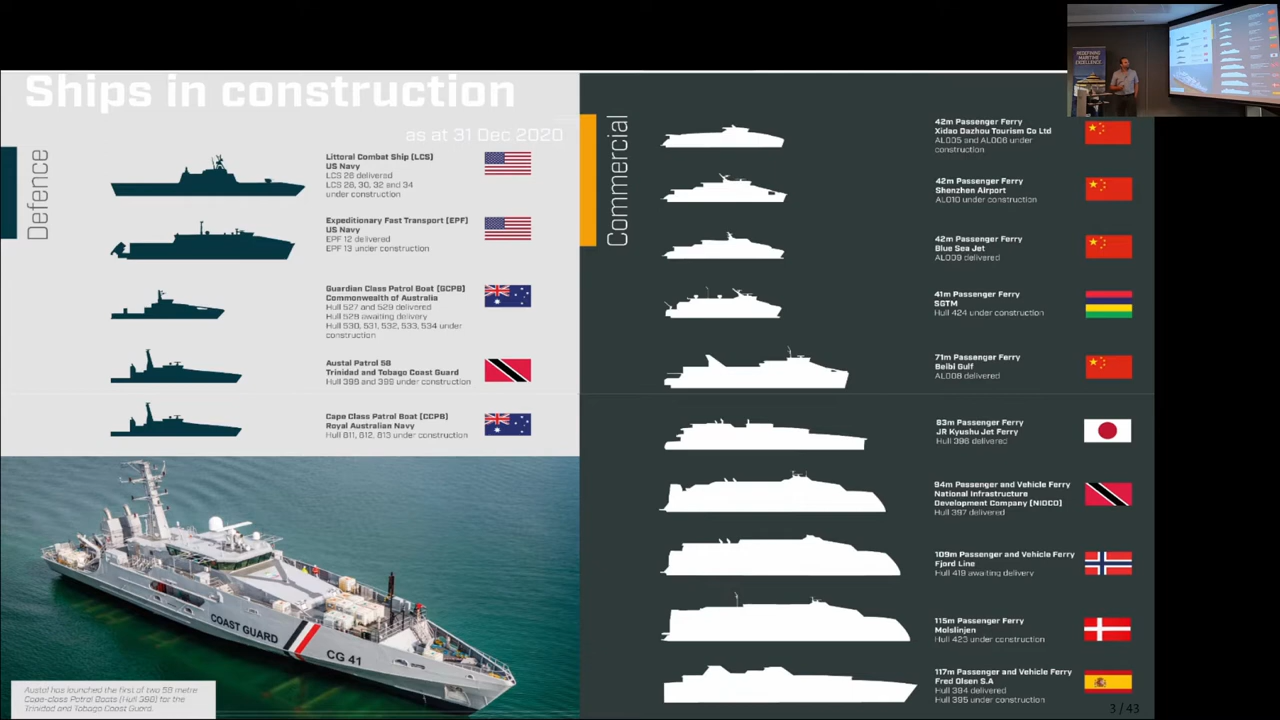 Ships in construction
as at 31 Dec 2020
Defence
Littoral Combat Ship (LCS)
US Navy
LCS 26 delivered
LCS 28, 30, 32 and 34
under construction
Expeditionary Fast Transport (EPF)
US Navy
EPF 12 delivered
EPF 13 under construction
Guardian Class Patrol Boat (GCPB)
Commonwealth of Australia
Hull 527 and 529 delivered
Hull 528 awaiting delivery
Hull 530, 531, 532, 533, 534 under
construction
Austal Patrol 58
Trinidad and Tobago Coast Guard
Hull 398 and 399 under construction
Cape Class Patrol Boat (CCPB)
Royal Australian Navy
Hull 811, 812, 813 under construction
COAST GUARD
CG 41
Austal has launched the first of two 58 metre
Cape-class Patrol Boats (Hull 398) for the
Trinidad and Tobago Coast Guard.
Commercial
42m Passenger Ferry
Xidao Dazhou Tourism Co Ltd
AL005 and AL006 under
construction
42m Passenger Ferry
Shenzhen Airport
AL010 under construction
42m Passenger Ferry
Blue Sea Jet
AL009 delivered
41m Passenger Ferry
SGTM
Hull 424 under construction
71m Passenger Ferry
Beibi Gulf
AL008 delivered
83m Passenger Ferry
JR Kyushu Jet Ferry
Hull 396 delivered
94m Passenger and Vehicle Ferry
National Infrastructure
Development Company (NIDCO)
Hull 397 delivered
109m Passenger and Vehicle Ferry
Fjord Line
Hull 419 awaiting delivery
115m Passenger Ferry
Molslinjen
Hull 423 under construction
117m Passenger and Vehicle Ferry
Fred Olsen S.A
Hull 394 delivered
Hull 395 under construction
3 / 43
REDEFINING
MARITIME
EXCELLENCE